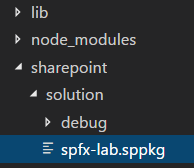 lib
node_modules
sharepoint
solution
debug
spfx-lab.sppkg